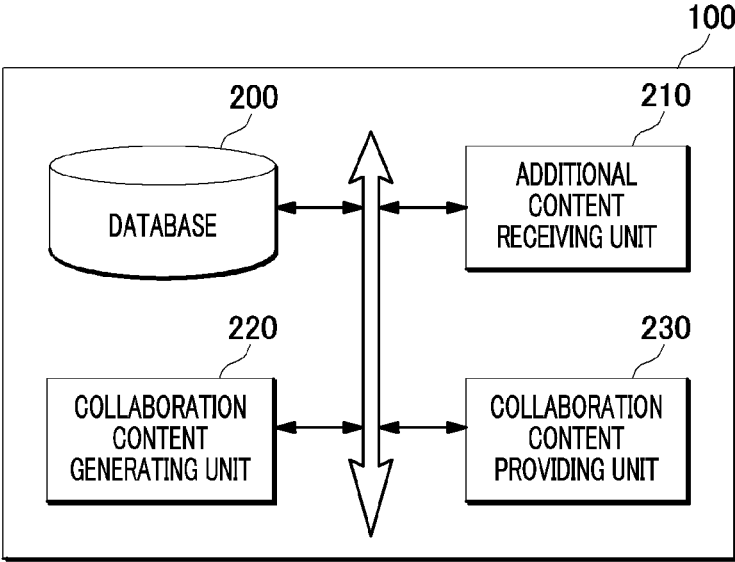 100
200
DATABASE
210
ADDITIONAL
CONTENT
RECEIVING UNIT
220
COLLABORATION
CONTENT
GENERATING UNIT
230
COLLABORATION
CONTENT
PROVIDING UNIT